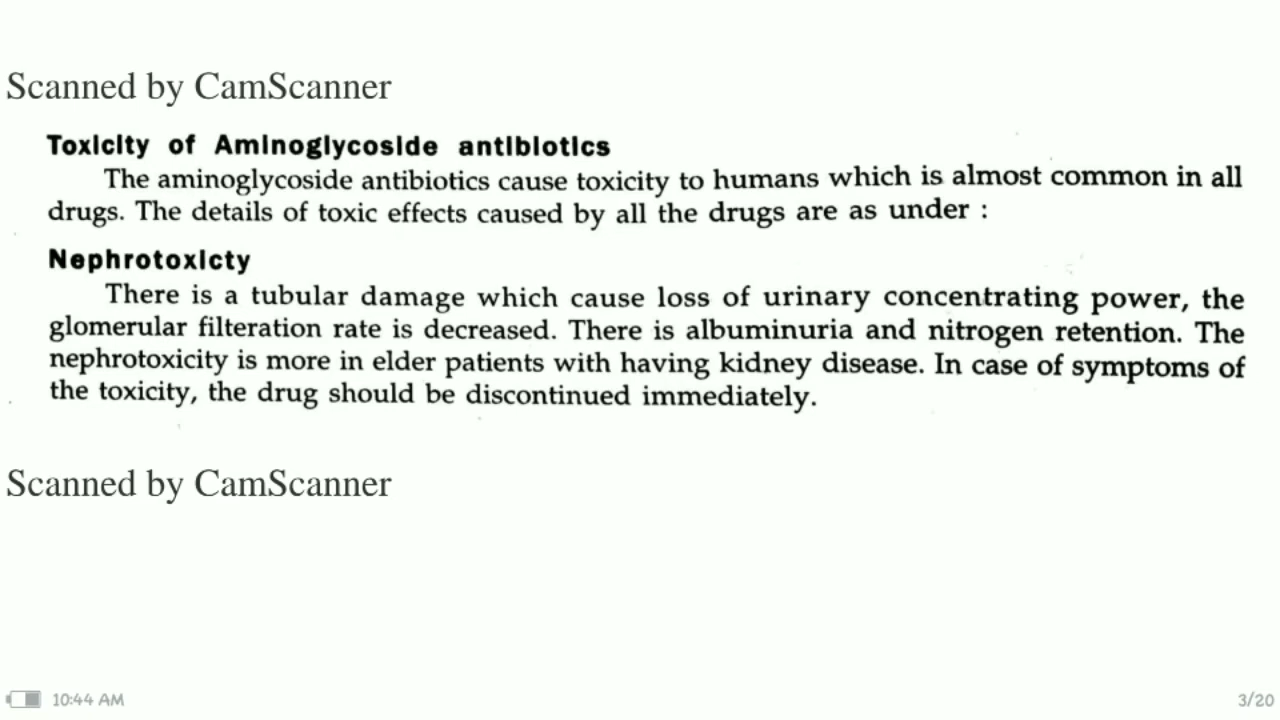 Scanned by CamScanner
Toxicity of Aminoglycoside antibiotics
The aminoglycoside antibiotics cause toxicity to humans which is almost common in all
drugs. The details of toxic effects caused by all the drugs are as under :
Nephrotoxicty
There is a tubular damage which cause loss of urinary concentrating power, the
glomerular filteration rate is decreased. There is albuminuria and nitrogen retention. The
nephrotoxicity is more in elder patients with having kidney disease. In case of symptoms of
the toxicity, the drug should be discontinued immediately.
Scanned by CamScanner
10:44 AM
3/20